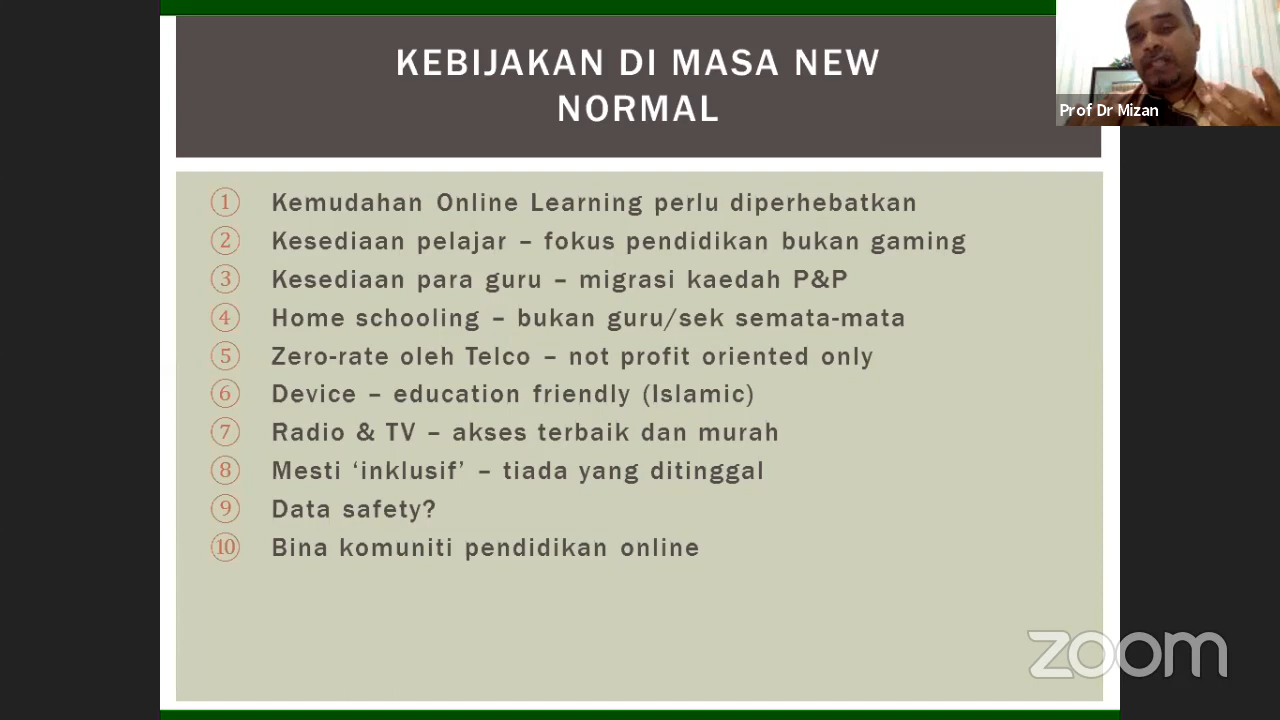 KEBIJAKAN DI MASA NEW
NORMAL
Prof Dr Mizan
1 Kemudahan Online Learning perlu diperhebatkan
2 Kesediaan pelajar – fokus pendidikan bukan gaming
3 Kesediaan para guru – migrasi kaedah P&P
4 Home schooling – bukan guru/sek semata-mata
5 Zero-rate oleh Telco – not profit oriented only
6 Device – education friendly (Islamic)
7 Radio & TV – akses terbaik dan murah
8 Mesti ‘inklusif’ – tiada yang ditinggal
9 Data safety?
10 Bina komuniti pendidikan online
zoom